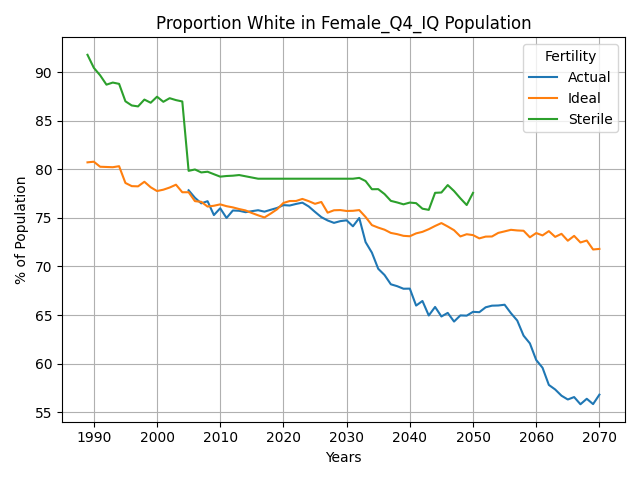 Proportion White in Female_Q4_IQ Population
Fertility
Actual
Ideal
Sterile
% of Population
90
85
80
75
70
65
60
55
1990
2000
2010
2020
2030
2040
2050
2060
2070
Years